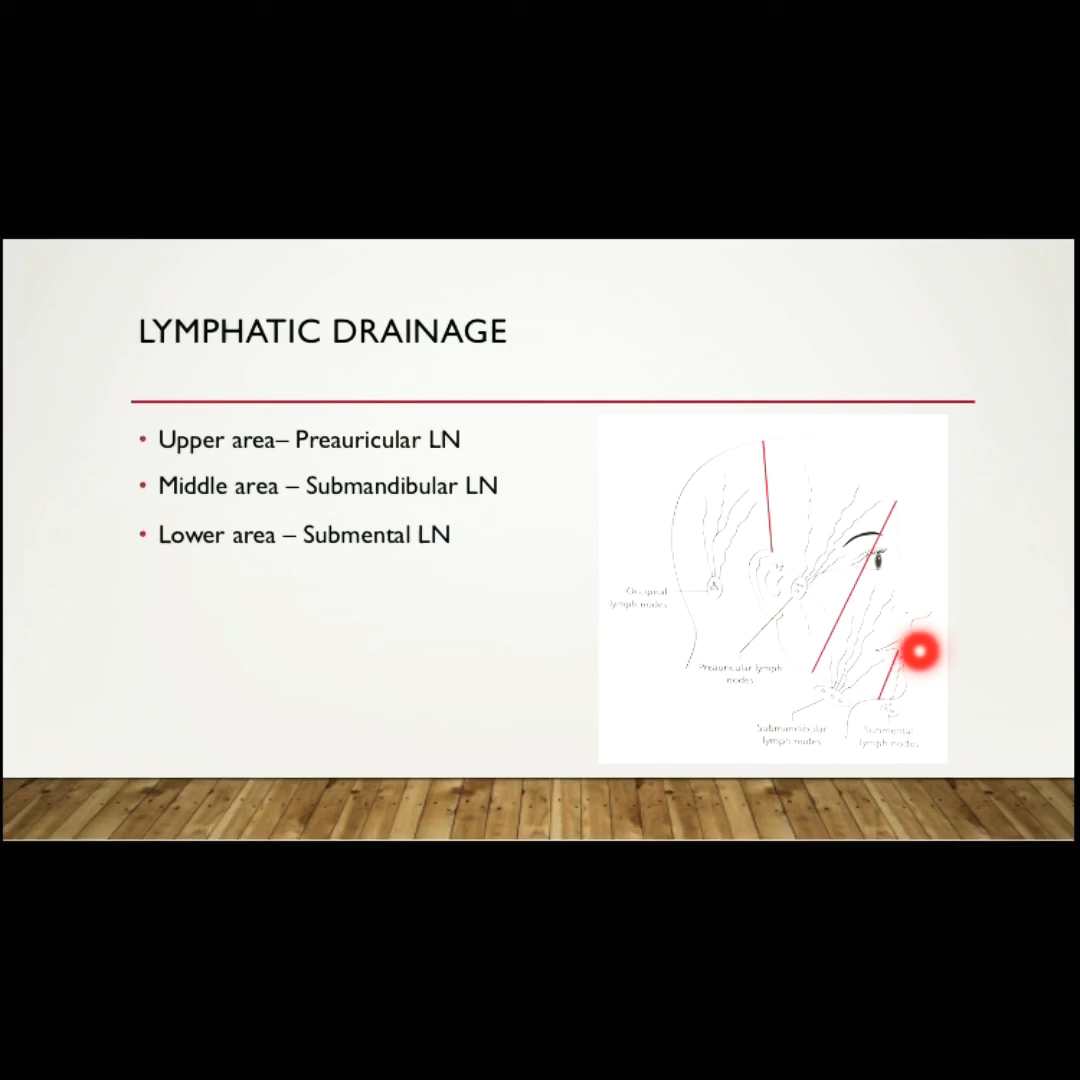 LYMPHATIC DRAINAGE
• Upper area– Preauricular LN
• Middle area – Submandibular LN
• Lower area – Submental LN
Occipital
lymph nodes
Preauricular lymph
nodes
Submandibular
lymph nodes
Submental
lymph nodes